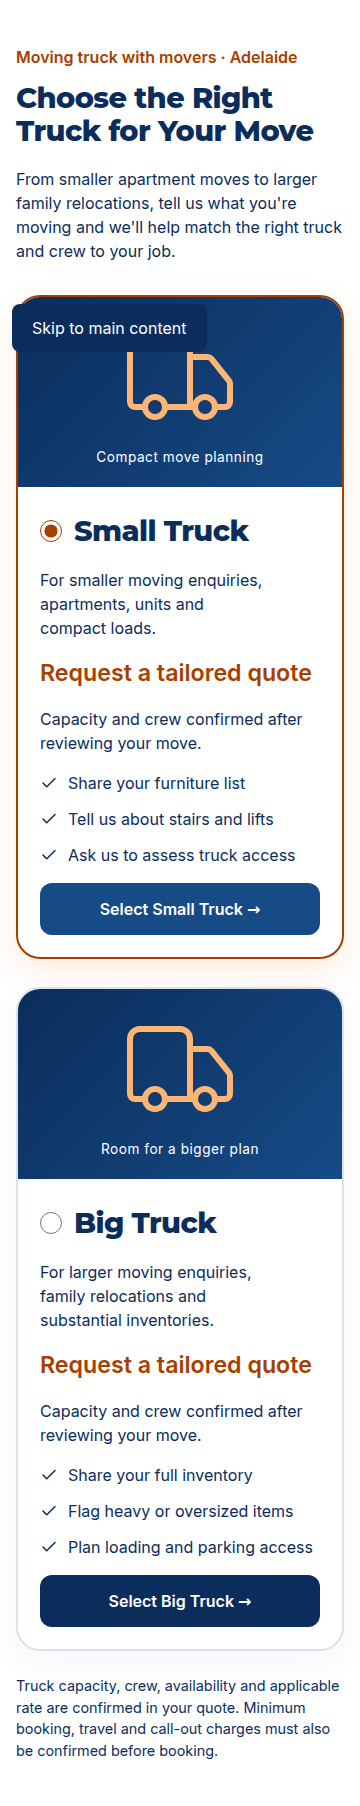 Moving truck with movers · Adelaide
Choose the Right
Truck for Your Move
From smaller apartment moves to larger
family relocations, tell us what you're
moving and we'll help match the right truck
and crew to your job.
Skip to main content
Compact move planning
Small Truck
For smaller moving enquiries,
apartments, units and
compact loads.
Request a tailored quote
Capacity and crew confirmed after
reviewing your move.
Share your furniture list
Tell us about stairs and lifts
Ask us to assess truck access
Select Small Truck →
Room for a bigger plan
Big Truck
For larger moving enquiries,
family relocations and
substantial inventories.
Request a tailored quote
Capacity and crew confirmed after
reviewing your move.
Share your full inventory
Flag heavy or oversized items
Plan loading and parking access
Select Big Truck →
Truck capacity, crew, availability and applicable
rate are confirmed in your quote. Minimum
booking, travel and call-out charges must also
be confirmed before booking.